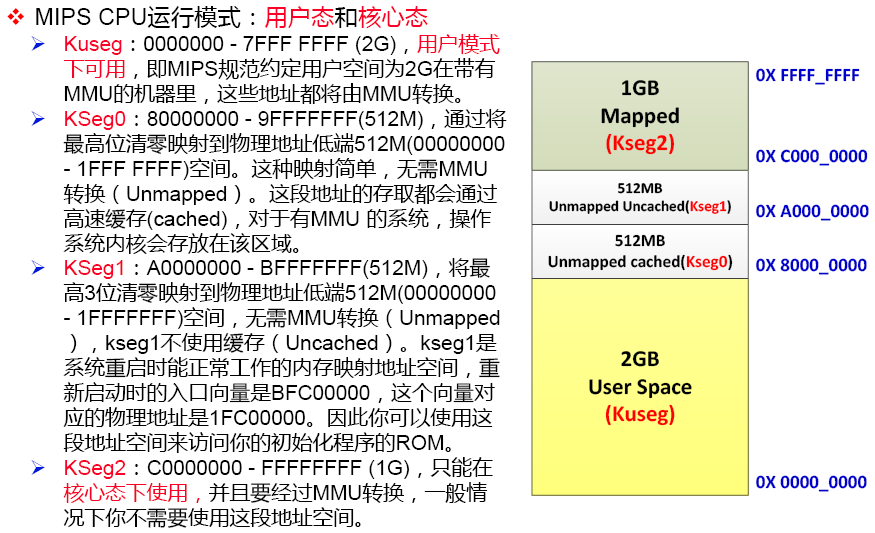 ❖ MIPS CPU运行模式：用户态和核心态
➢ Kuseg：0000000 - 7FFF FFFF (2G)，用户模式
下可用，即MIPS规范约定用户空间为2G在带有
MMU的机器里，这些地址都将由MMU转换。
➢ KSeg0：80000000 - 9FFFFFFF(512M)，通过将
最高位清零映射到物理地址低端512M(00000000
- 1FFF FFFF)空间。这种映射简单，无需MMU
转换（Unmapped）。这段地址的存取都会通过
高速缓存(cached)，对于有MMU 的系统，操作
系统内核会存放在该区域。
➢ KSeg1：A0000000 - BFFFFFFF(512M)，将最
高3位清零映射到物理地址低端512M(00000000
- 1FFFFFFF)空间，无需MMU转换（Unmapped
），kseg1不使用缓存（Uncached）。kseg1是
系统重启时能正常工作的内存映射地址空间，重
新启动时的入口向量是BFC00000，这个向量对
应的物理地址是1FC00000。因此你可以使用这
段地址空间来访问你的初始化程序的ROM。
➢ KSeg2：C0000000 - FFFFFFFF (1G)，只能在
核心态下使用，并且要经过MMU转换，一般情
况下你不需要使用这段地址空间。
0X FFFF_FFFF
1GB
Mapped
(Kseg2)
0X C000_0000
512MB
Unmapped Uncached(Kseg1)
0X A000_0000
512MB
Unmapped cached(Kseg0)
0X 8000_0000
2GB
User Space
(Kuseg)
0X 0000_0000